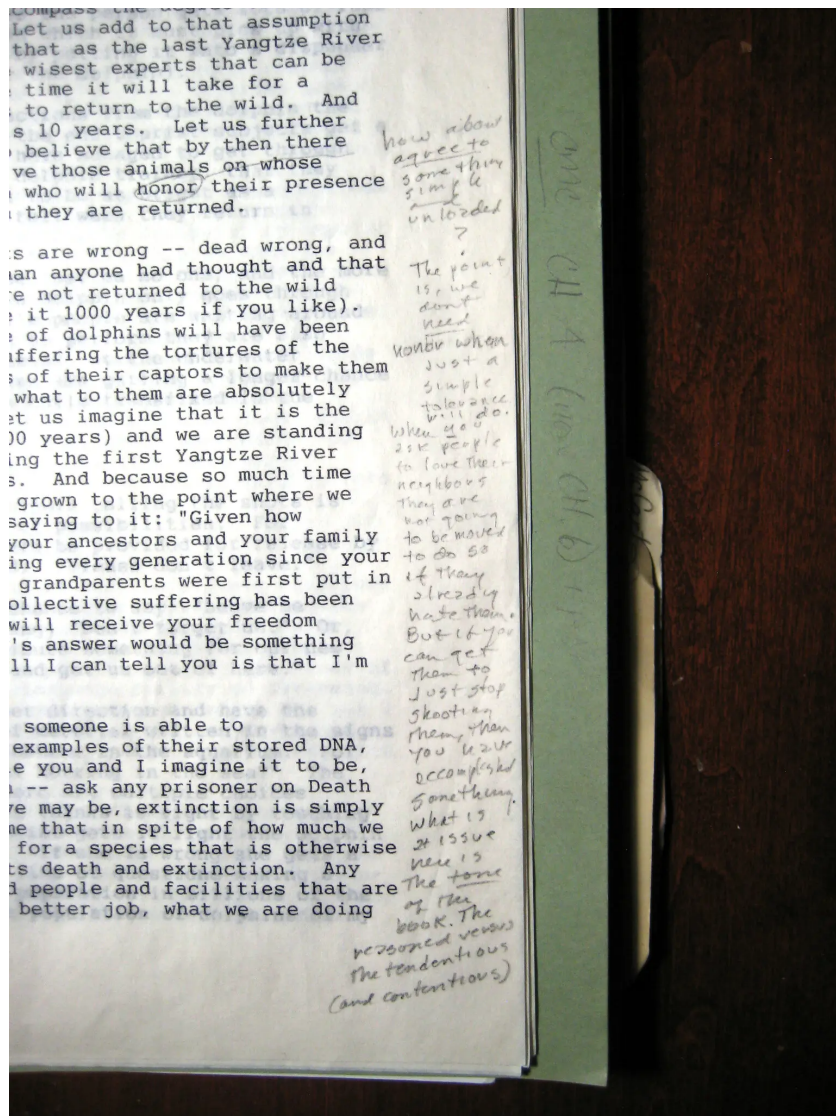 compass the degree
Let us add to that assumption
that as the last Yangtze River
wisest experts that can be
time it will take for a
to return to the wild. And
s 10 years. Let us further
believe that by then there
ve those animals on whose
who will honor their presence
they are returned.
s are wrong -- dead wrong, and
an anyone had thought and that
e not returned to the wild
it 1000 years if you like).
of dolphins will have been
uffering the tortures of the
s of their captors to make them
what to them are absolutely
et us imagine that it is the
00 years) and we are standing
ing the first Yangtze River
s. And because so much time
grown to the point where we
saying to it: "Given how
your ancestors and your family
ing every generation since your
grandparents were first put in
ollective suffering has been
will receive your freedom
's answer would be something
ll I can tell you is that I'm
someone is able to
examples of their stored DNA,
e you and I imagine it to be,
-- ask any prisoner on Death
ve may be, extinction is simply
me that in spite of how much we
for a species that is otherwise
ts death and extinction. Any
d people and facilities that are
better job, what we are doing
how about
agree to
something
simple
and
unloaded
?
The point
is, we
don't
need
honor when
just a
simple
tolerance
will do.
When you
ask people
to love their
neighbors
they are
not going
to be moved
to do so
if they
already
hate them.
But if you
can get
them to
just stop
shooting
them, then
you have
accomplished
something.
What is
at issue
here is
the tone
of the
book. The
reasoned versus
the tendentious
(and contentious)